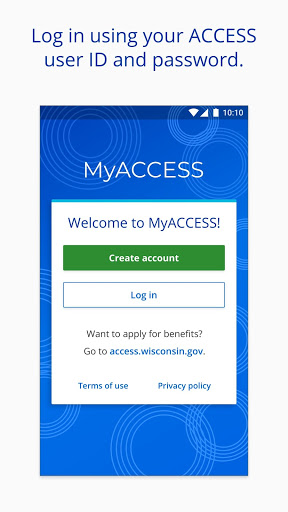 Log in using your ACCESS
user ID and password.
10:10
MyACCESS
Welcome to MyACCESS!
Create account
Log in
Want to apply for benefits?
Go to access.wisconsin.gov.
Terms of use Privacy policy